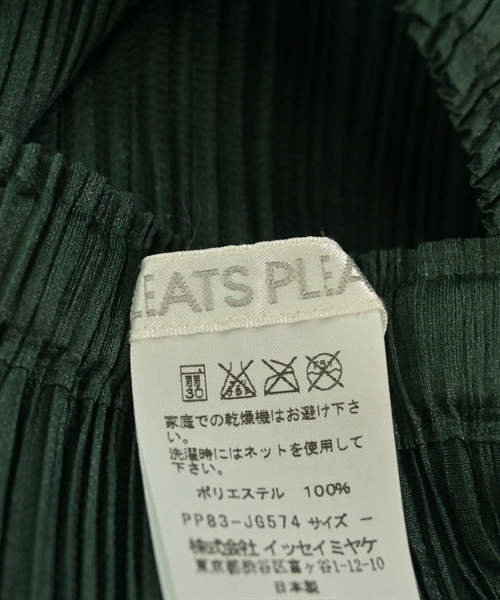 LEATS PLEA
弱
30
家庭での乾燥機はお避け下さ
い。
洗濯時にはネットを使用して
下さい。
ポリエステル 100%
PP83-JG574 サイズ -
株式会社 イッセイミヤケ
東京都渋谷区富ヶ谷1-12-10
日本製